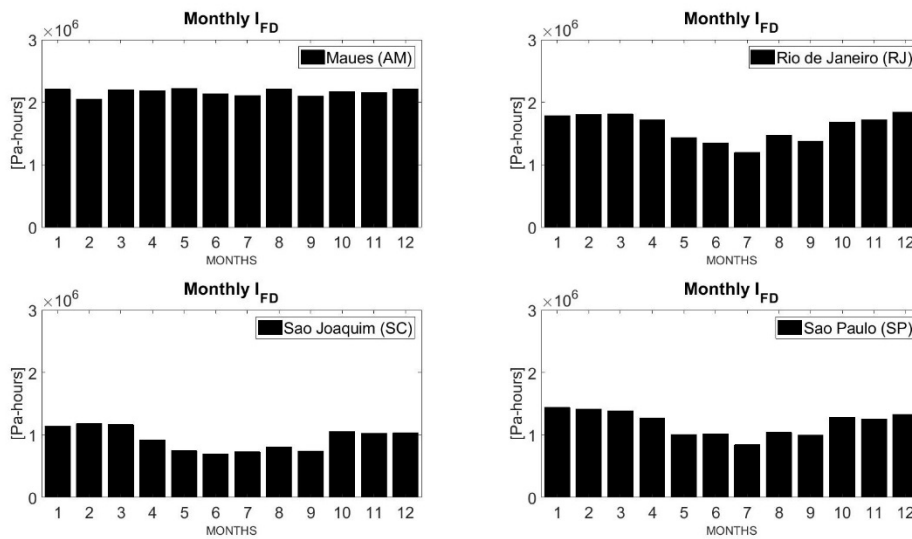 Monthly I_FD
×10^6
Maues (AM)
[Pa-hours]
3
2
1
0
1 2 3 4 5 6 7 8 9 10 11 12
MONTHS
Monthly I_FD
×10^6
Rio de Janeiro (RJ)
[Pa-hours]
3
2
1
0
1 2 3 4 5 6 7 8 9 10 11 12
MONTHS
Monthly I_FD
×10^6
Sao Joaquim (SC)
[Pa-hours]
3
2
1
0
1 2 3 4 5 6 7 8 9 10 11 12
MONTHS
Monthly I_FD
×10^6
Sao Paulo (SP)
[Pa-hours]
3
2
1
0
1 2 3 4 5 6 7 8 9 10 11 12
MONTHS